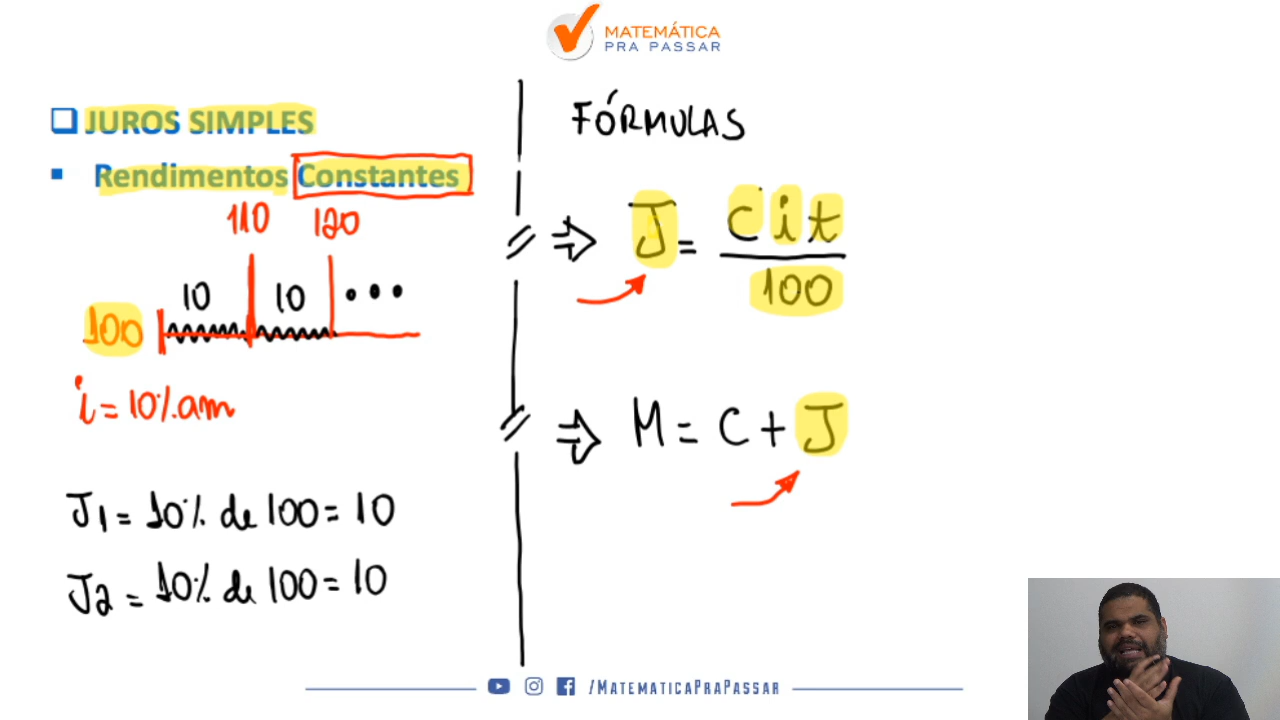 MATEMÁTICA
PRA PASSAR
JUROS SIMPLES
Rendimentos Constantes
110 120
10 10 •••
100
i = 10% am
J1 = 10% de 100 = 10
J2 = 10% de 100 = 10
FÓRMULAS
⇒ J = c i t
100
⇒ M = C + J
/MATEMATICAPRAPASSAR